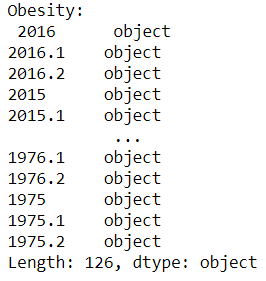 Obesity:
2016 object
2016.1 object
2016.2 object
2015 object
2015.1 object
...
1976.1 object
1976.2 object
1975 object
1975.1 object
1975.2 object
Length: 126, dtype: object